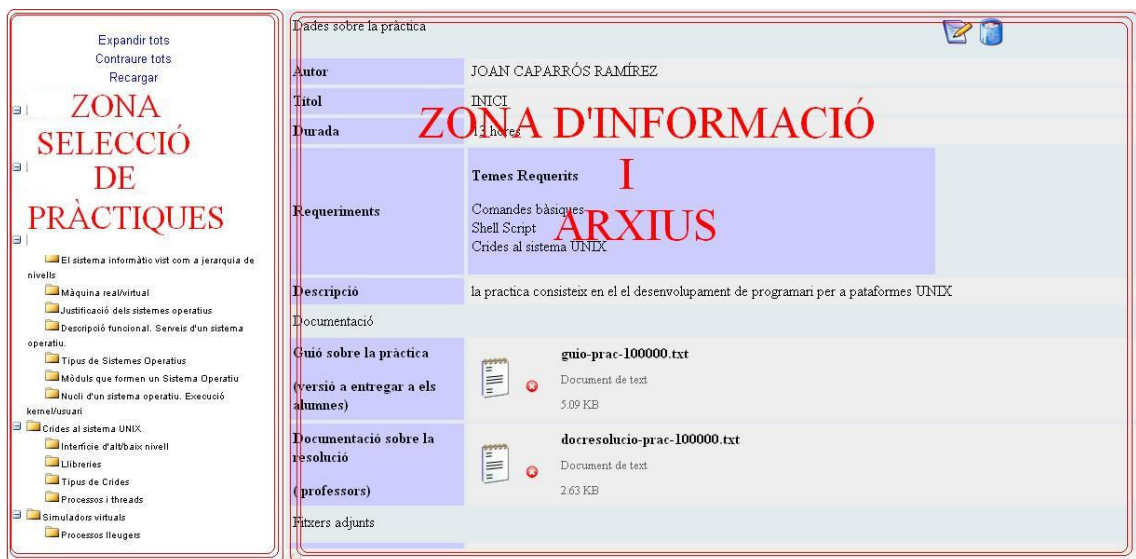 Expandir tots
Contraure tots
Recargar
ZONA
SELECCIÓ
DE
PRÀCTIQUES
El sistema informàtic vist com a jerarquia de
nivells
Màquina real/virtual
Justificació dels sistemes operatius
Descripció funcional. Serveis d'un sistema
operatiu.
Tipus de Sistemes Operatius
Mòduls que formen un Sistema Operatiu
Nucli d'un sistema operatiu. Execució
kernel/usuari
Crides al sistema UNIX
Interfície d'alt/baix nivell
Llibreries
Tipus de Crides
Processos i threads
Simuladors virtuals
Processos lleugers
Dades sobre la pràctica
Autor JOAN CAPARRÓS RAMÍREZ
Títol INICI
ZONA D'INFORMACIÓ
I
ARXIUS
Durada 13 hores
Requeriments
Temes Requerits
Comandes bàsiques
Shell Script
Crides al sistema UNIX
Descripció la practica consisteix en el el desenvolupament de programari per a pataformes UNIX
Documentació
Guió sobre la pràctica
(versió a entregar a els
alumnes)
guio-prac-100000.txt
Document de text
5.09 KB
Documentació sobre la
resolució
(professors)
docresolucio-prac-100000.txt
Document de text
2.63 KB
Fitxers adjunts